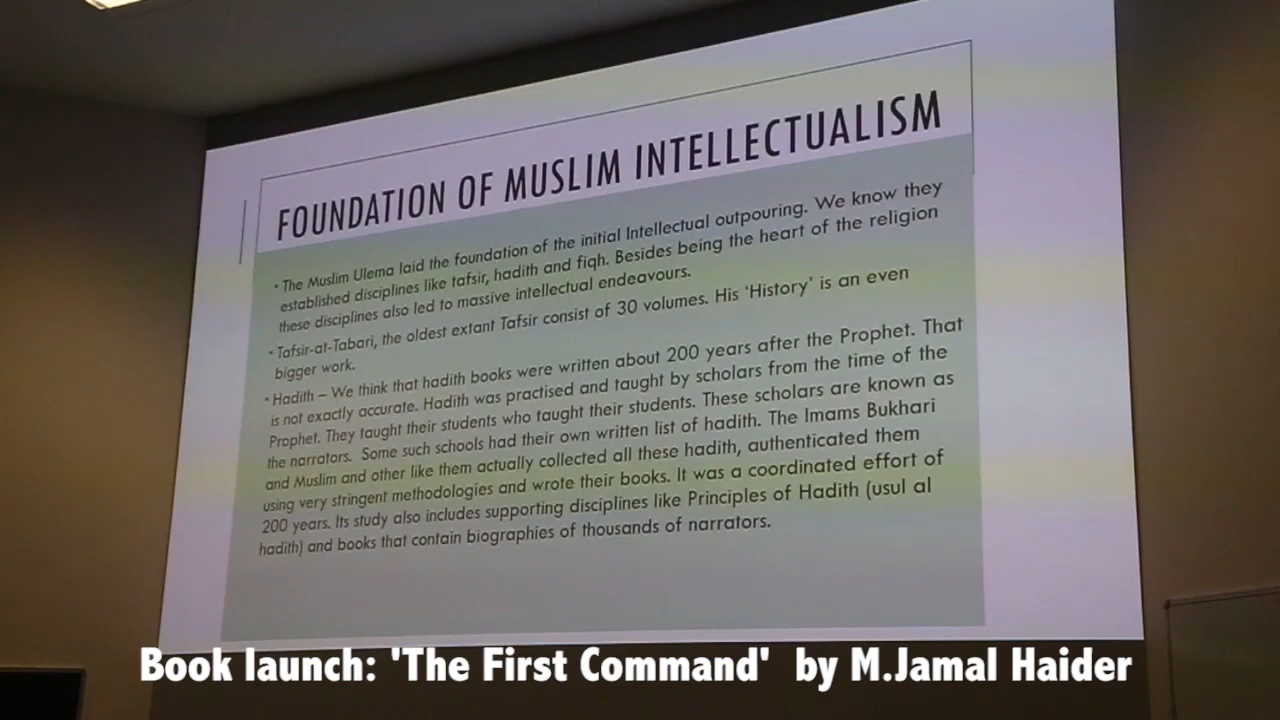 FOUNDATION OF MUSLIM INTELLECTUALISM
• The Muslim Ulema laid the foundation of the initial Intellectual outpouring. We know they
established disciplines like tafsir, hadith and fiqh. Besides being the heart of the religion
these disciplines also led to massive intellectual endeavours.
• Tafsir-at-Tabari, the oldest extant Tafsir consist of 30 volumes. His ‘History’ is an even
bigger work.
• Hadith – We think that hadith books were written about 200 years after the Prophet. That
is not exactly accurate. Hadith was practised and taught by scholars from the time of the
Prophet. They taught their students who taught their students. These scholars are known as
the narrators. Some such schools had their own written list of hadith. The Imams Bukhari
and Muslim and other like them actually collected all these hadith, authenticated them
using very stringent methodologies and wrote their books. It was a coordinated effort of
200 years. Its study also includes supporting disciplines like Principles of Hadith (usul al
hadith) and books that contain biographies of thousands of narrators.
Book launch: 'The First Command' by M.Jamal Haider